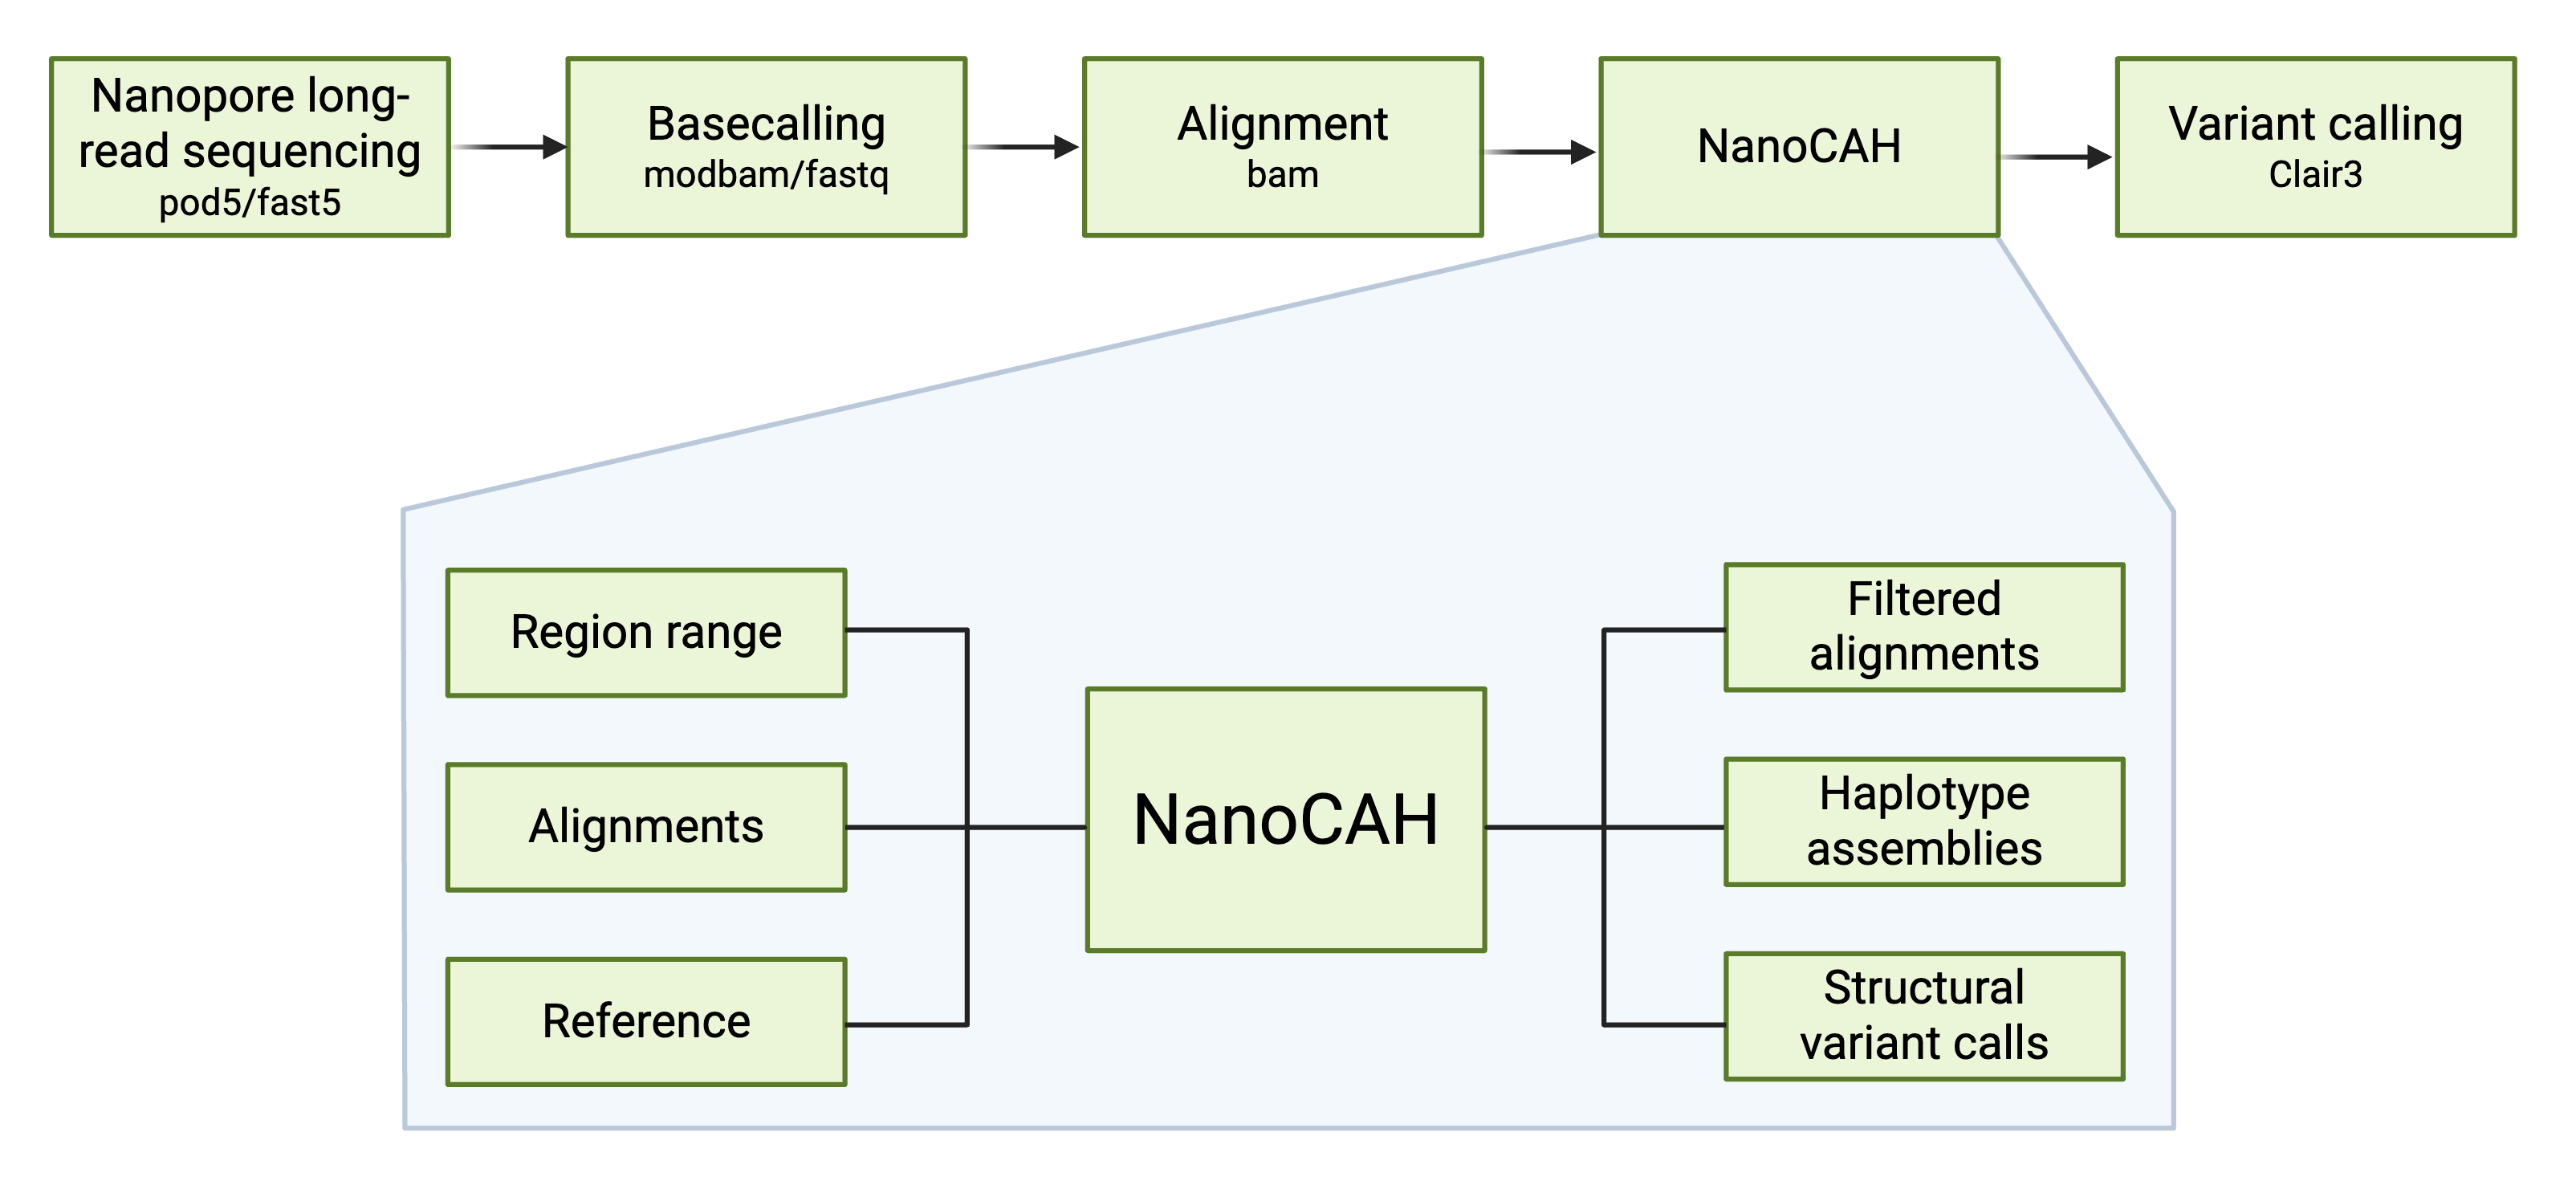 Nanopore long-
read sequencing
pod5/fast5
Basecalling
modbam/fastq
Alignment
bam
NanoCAH
Variant calling
Clair3
Region range
Alignments
Reference
NanoCAH
Filtered
alignments
Haplotype
assemblies
Structural
variant calls